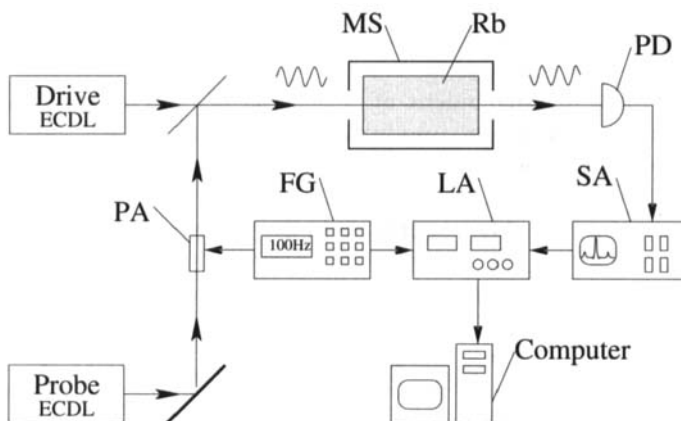 MS
Rb
PD
Drive
ECDL
PA
FG
LA
SA
100Hz
Probe
ECDL
Computer